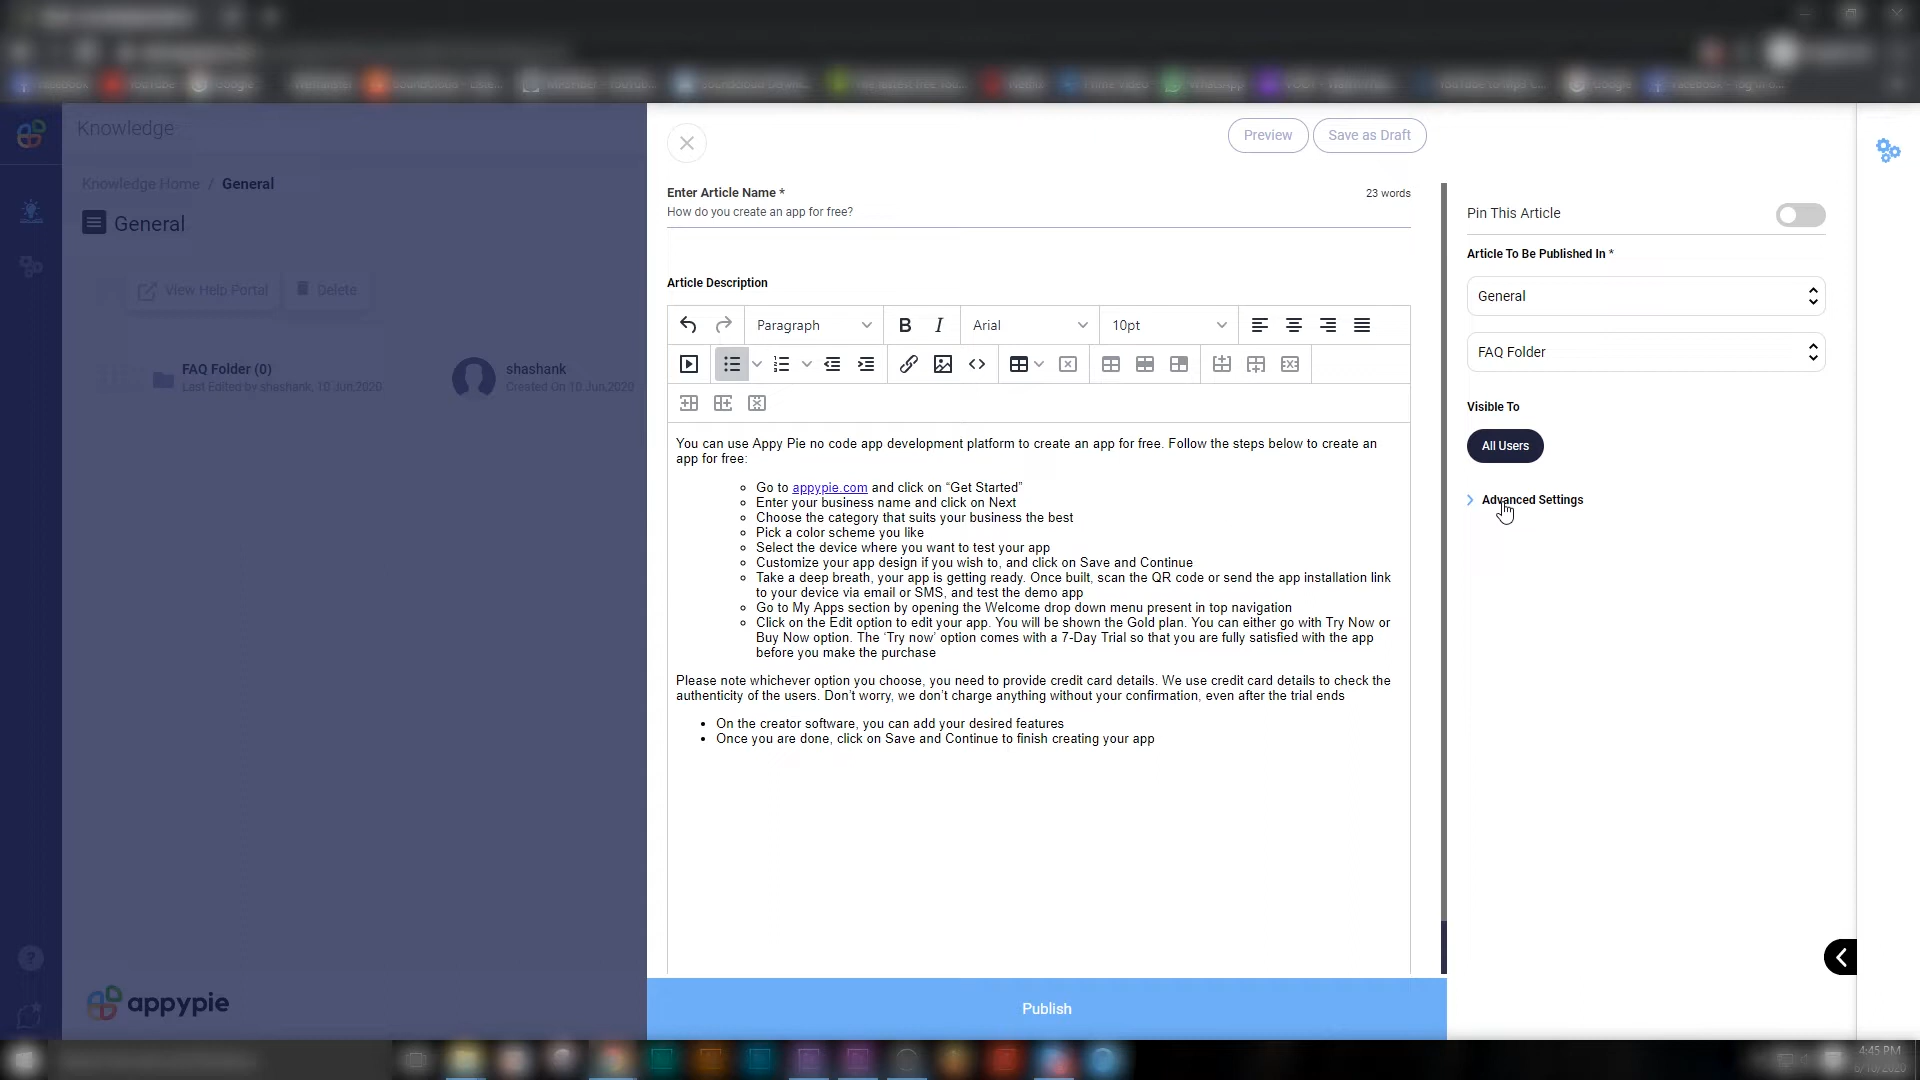 Knowledge
Preview
Save as Draft
Knowledge Home / General
General
View Help Portal
Delete
FAQ Folder (0)
Last Edited by shashank, 10 Jun,2020
shashank
Created On 10 Jun,2020
appypie
Enter Article Name *
23 words
How do you create an app for free?
Article Description
Paragraph
B
I
Arial
10pt
You can use Appy Pie no code app development platform to create an app for free. Follow the steps below to create an
app for free:
Go to appypie.com and click on “Get Started”
Enter your business name and click on Next
Choose the category that suits your business the best
Pick a color scheme you like
Select the device where you want to test your app
Customize your app design if you wish to, and click on Save and Continue
Take a deep breath, your app is getting ready. Once built, scan the QR code or send the app installation link
to your device via email or SMS, and test the demo app
Go to My Apps section by opening the Welcome drop down menu present in top navigation
Click on the Edit option to edit your app. You will be shown the Gold plan. You can either go with Try Now or
Buy Now option. The ‘Try now’ option comes with a 7-Day Trial so that you are fully satisfied with the app
before you make the purchase
Please note whichever option you choose, you need to provide credit card details. We use credit card details to check the
authenticity of the users. Don’t worry, we don’t charge anything without your confirmation, even after the trial ends
On the creator software, you can add your desired features
Once you are done, click on Save and Continue to finish creating your app
Publish
Pin This Article
Article To Be Published In *
General
FAQ Folder
Visible To
All Users
Advanced Settings
4:45 PM